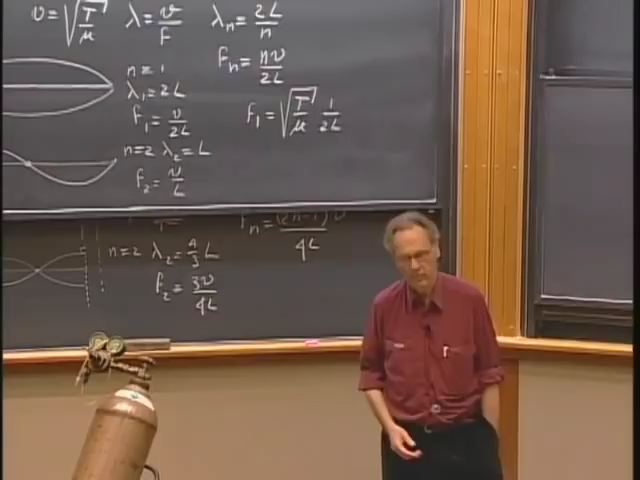 v = √(T/μ)   λ = v/f   λₙ = 2L/n
fₙ = nv/2L
n = 1
λ₁ = 2L
f₁ = v/2L   f₁ = √(T/μ) 1/2L
n=2 λ₂ = L
f₂ = v/L
fₙ = (2n-1)v/4L
n=2 λ₂ = 4/3 L
f₂ = 3v/4L